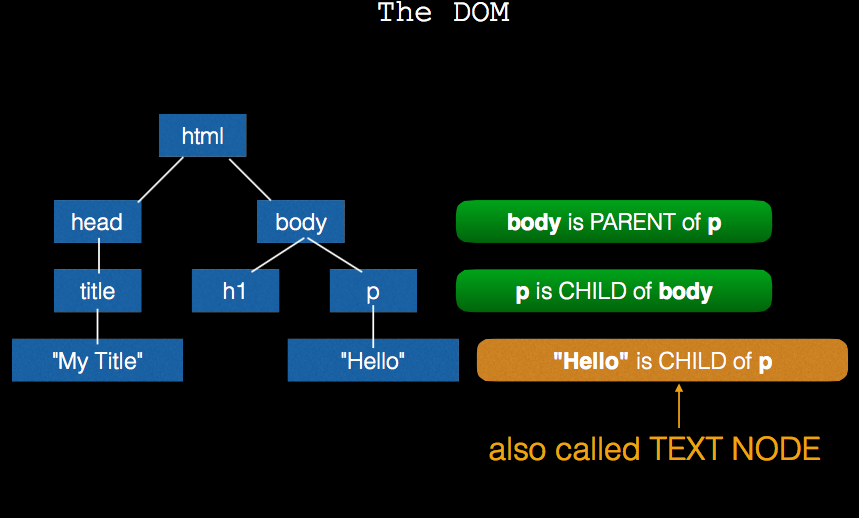 The DOM
html
head
body
body is PARENT of p
title
h1
p
p is CHILD of body
"My Title"
"Hello"
"Hello" is CHILD of p
also called TEXT NODE